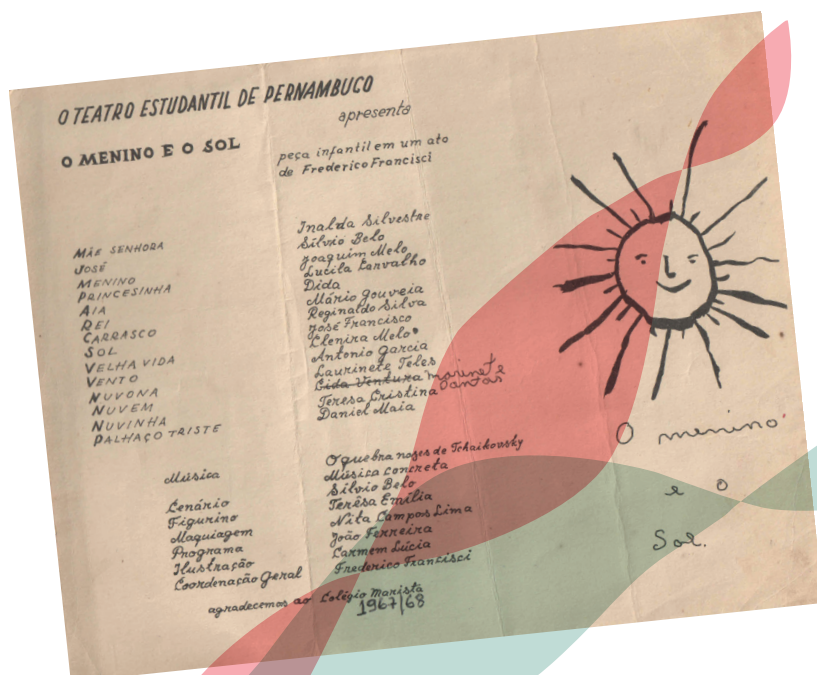 O TEATRO ESTUDANTIL DE PERNAMBUCO
apresenta
O MENINO E O SOL
peça infantil em um ato
de Frederico Francisci
MÃE SENHORA Inalda Silvestre
JOSÉ Silvio Belo
MENINO Joaquim Melo
PRINCESINHA Lucila Carvalho
AIA Dida
REI Mário Gouveia
CARRASCO Reginaldo Silva
SOL José Francisco
VELHA VIDA Clenira Melo
VENTO Antonio Garcia
NUVONA Laurinete Teles
NUVEM Cida Ventura marinete Dantas
NUVINHA Teresa Cristina
PALHAÇO TRISTE Daniel Maia
Música O quebra nozes de Tchaikovsky
Música Concreta
Cenário Silvio Belo
Figurino Terêsa Emília
Maquiagem Nita Campos Lima
Programa João Ferreira
Ilustração Carmem Lúcia
Coordenação Geral Frederico Francisci
agradecemos ao Colégio Marista
1967/68
O menino
e o
Sol.